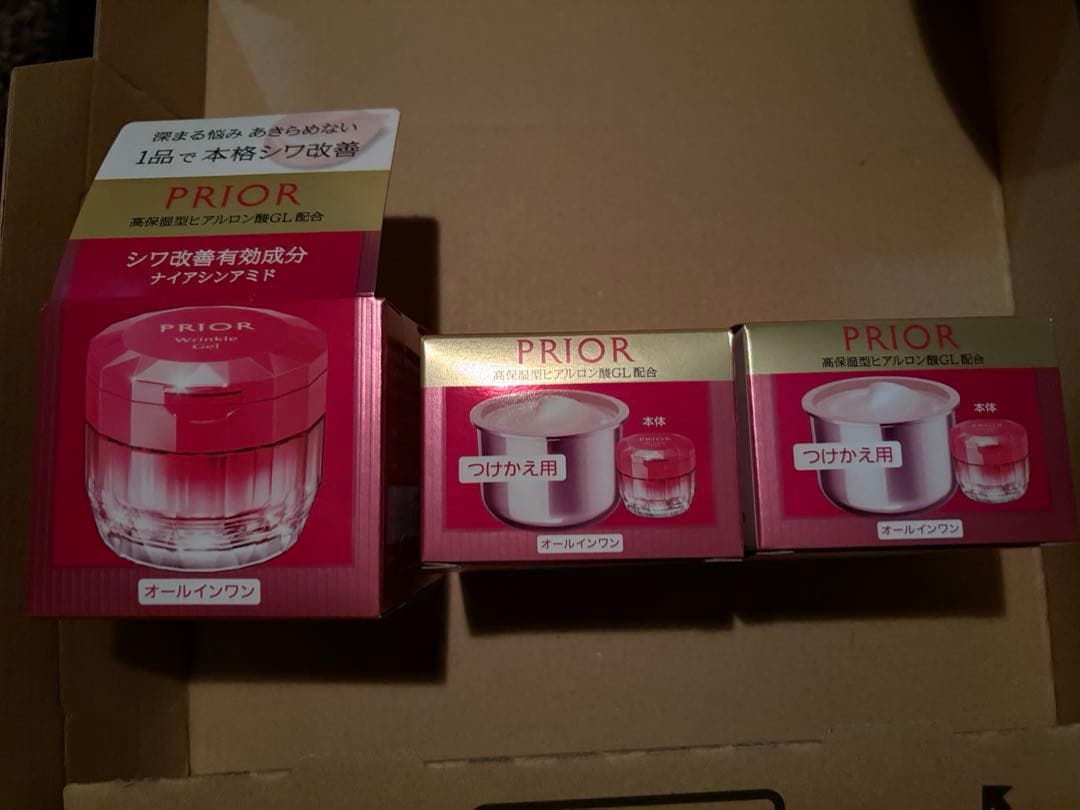 深まる悩み あきらめない
1品で 本格シワ改善
PRIOR
高保湿型ヒアルロン酸GL配合
シワ改善有効成分
ナイアシンアミド
PRIOR
Wrinkle
Gel
オールインワン
PRIOR
高保湿型ヒアルロン酸GL配合
本体
PRIOR
つけかえ用
オールインワン
PRIOR
高保湿型ヒアルロン酸GL配合
本体
PRIOR
つけかえ用
オールインワン